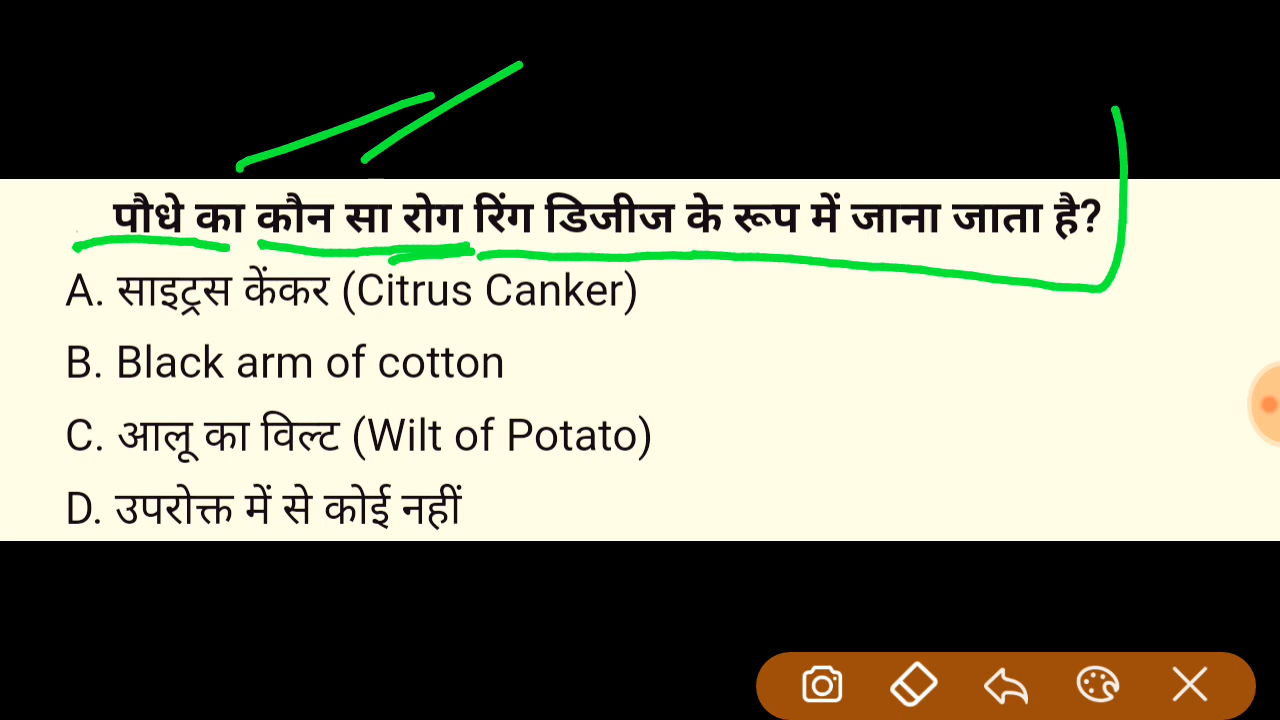 पौधे का कौन सा रोग रिंग डिजीज के रूप में जाना जाता है?
A. साइट्रस केंकर (Citrus Canker)
B. Black arm of cotton
C. आलू का विल्ट (Wilt of Potato)
D. उपरोक्त में से कोई नहीं